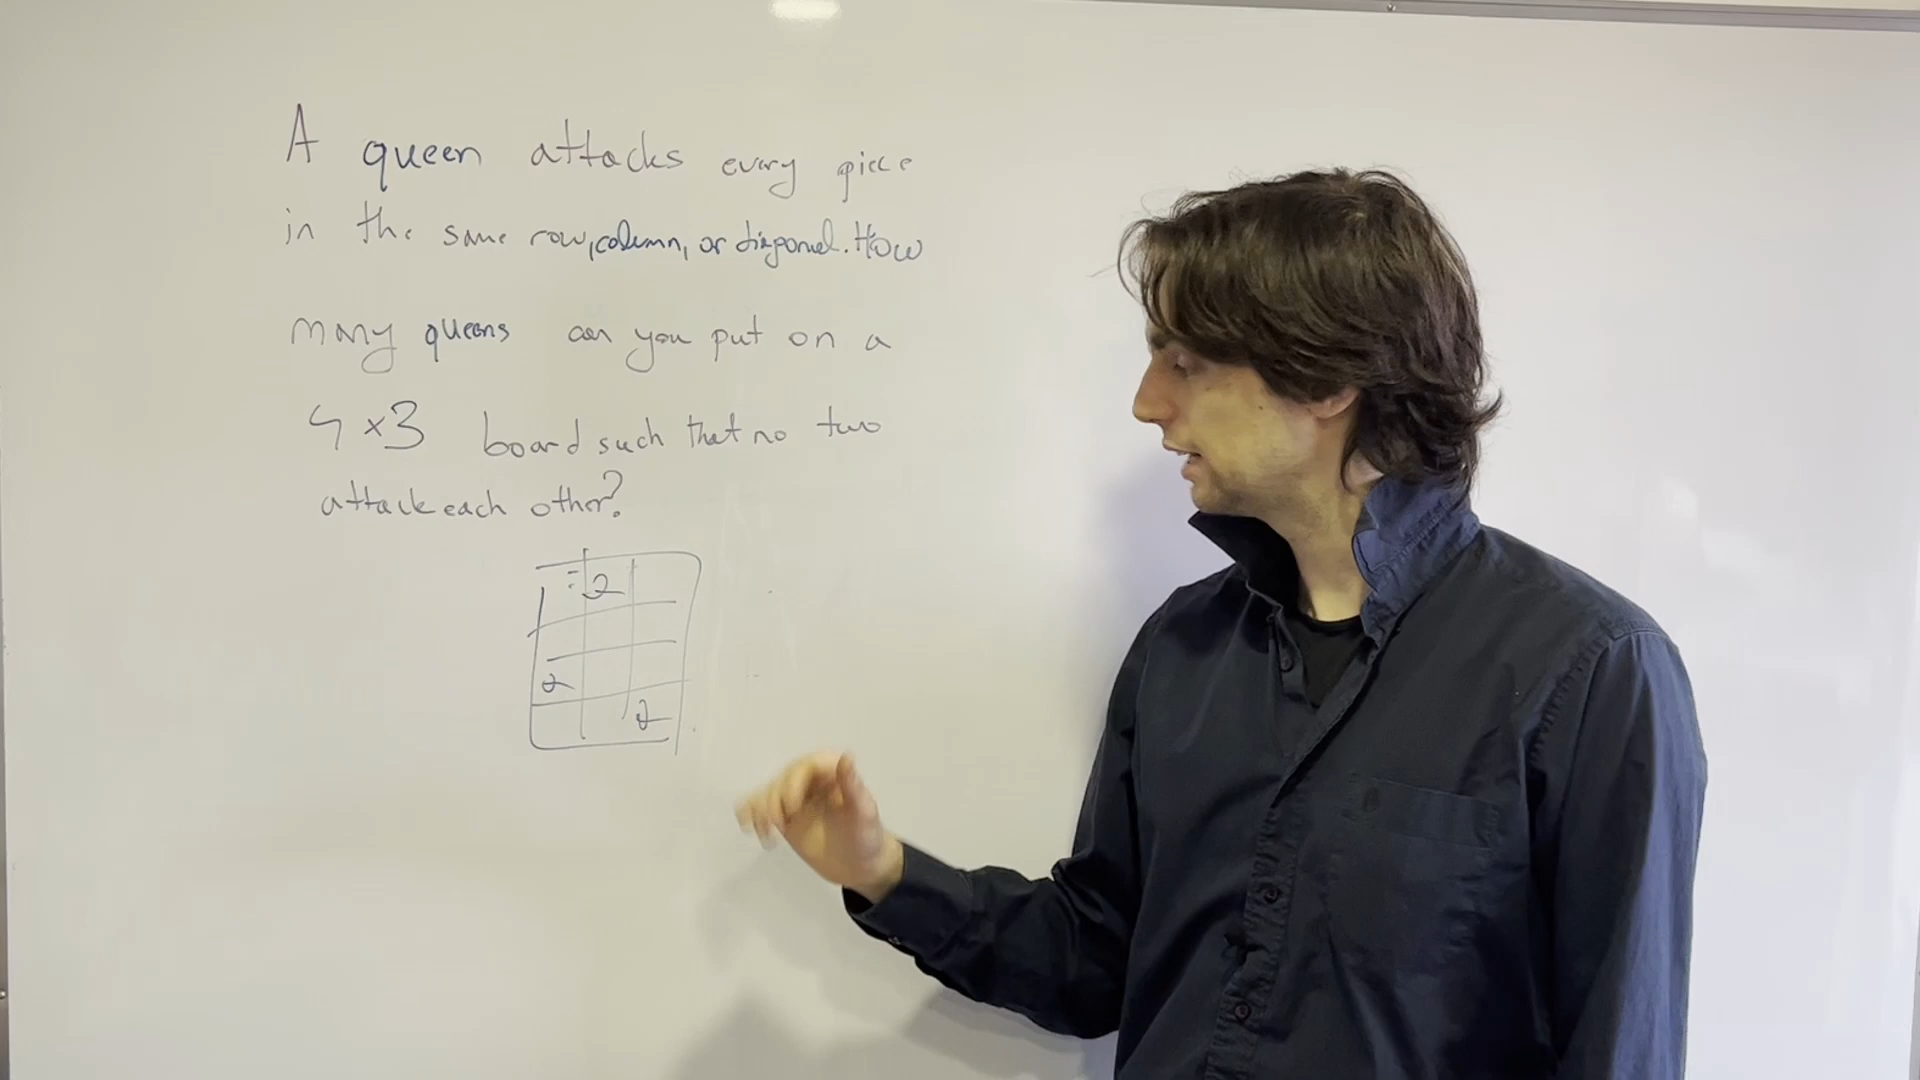 A queen attacks every piece
in the same row, column, or diagonal. How
many queens can you put on a
4 x 3 board such that no two
attack each other?
Q
Q
Q